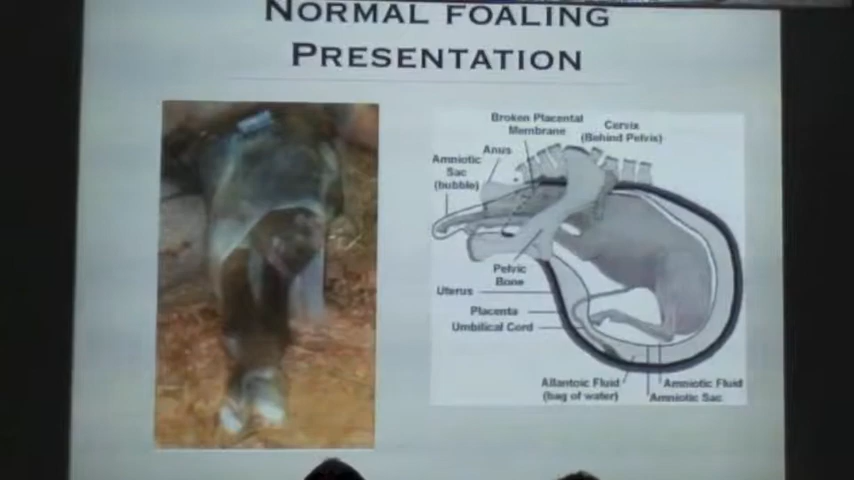 NORMAL FOALING
PRESENTATION
Broken Placental
Membrane
Cervix
(Behind Pelvis)
Anus
Amniotic
Sac
(bubble)
Pelvic
Bone
Uterus
Placenta
Umbilical Cord
Allantoic Fluid
(bag of water)
Amniotic Fluid
Amniotic Sac